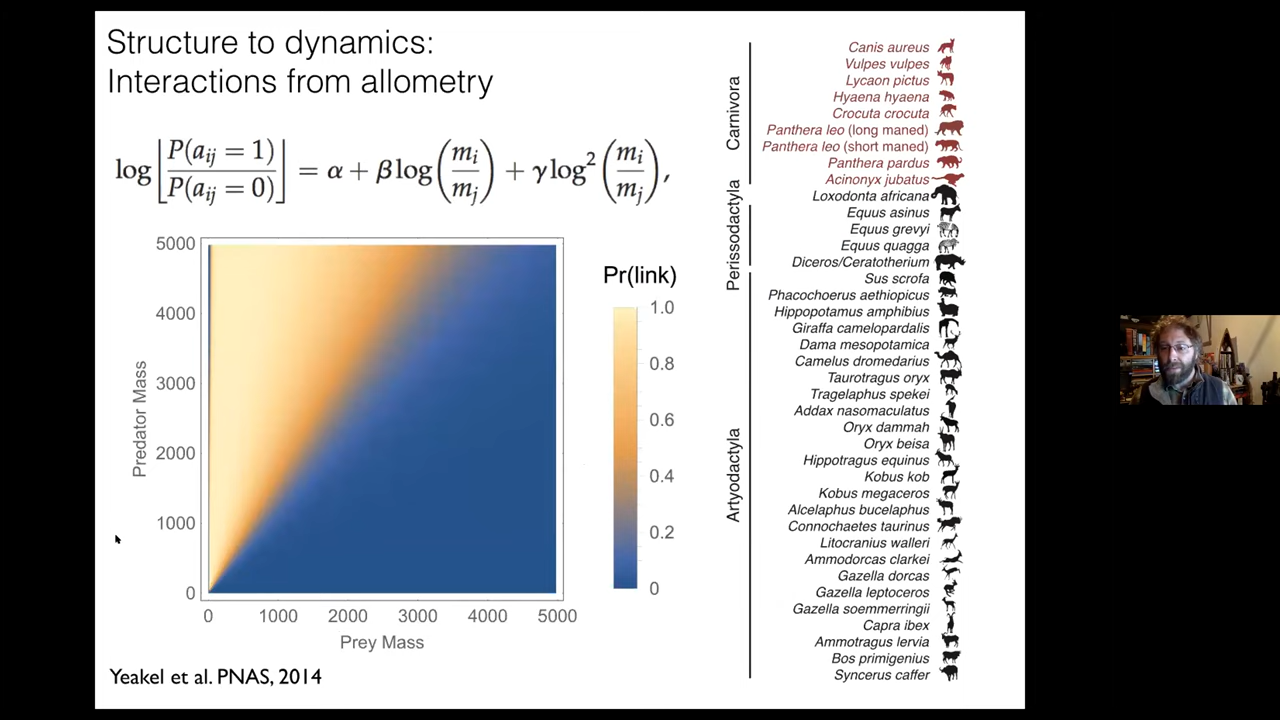 Structure to dynamics:
Interactions from allometry
log⌊P(a_ij = 1)/P(a_ij = 0)⌋ = α + β log(m_i/m_j) + γ log²(m_i/m_j),
5000
4000
3000
2000
1000
0
Predator Mass
0 1000 2000 3000 4000 5000
Prey Mass
Pr(link)
1.0
0.8
0.6
0.4
0.2
0
Yeakel et al. PNAS, 2014
Carnivora
Canis aureus
Vulpes vulpes
Lycaon pictus
Hyaena hyaena
Crocuta crocuta
Panthera leo (long maned)
Panthera leo (short maned)
Panthera pardus
Acinonyx jubatus
Loxodonta africana
Perissodactyla
Equus asinus
Equus grevyi
Equus quagga
Diceros/Ceratotherium
Artyodactyla
Sus scrofa
Phacochoerus aethiopicus
Hippopotamus amphibius
Giraffa camelopardalis
Dama mesopotamica
Camelus dromedarius
Taurotragus oryx
Tragelaphus spekei
Addax nasomaculatus
Oryx dammah
Oryx beisa
Hippotragus equinus
Kobus kob
Kobus megaceros
Alcelaphus bucelaphus
Connochaetes taurinus
Litocranius walleri
Ammodorcas clarkei
Gazella dorcas
Gazella leptoceros
Gazella soemmerringii
Capra ibex
Ammotragus lervia
Bos primigenius
Syncerus caffer